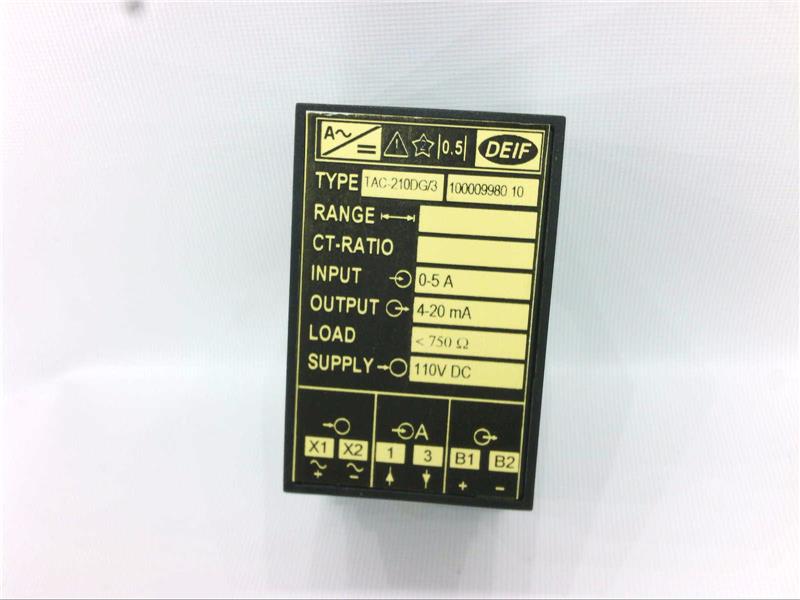 A~ = 2 0.5 DEIF
TYPE TAC-210DG/3 100009980 10
RANGE
CT-RATIO
INPUT 0-5 A
OUTPUT 4-20 mA
LOAD < 750 Ω
SUPPLY 110V DC
A
X1 X2 1 3 B1 B2
~ ~
+ - + -